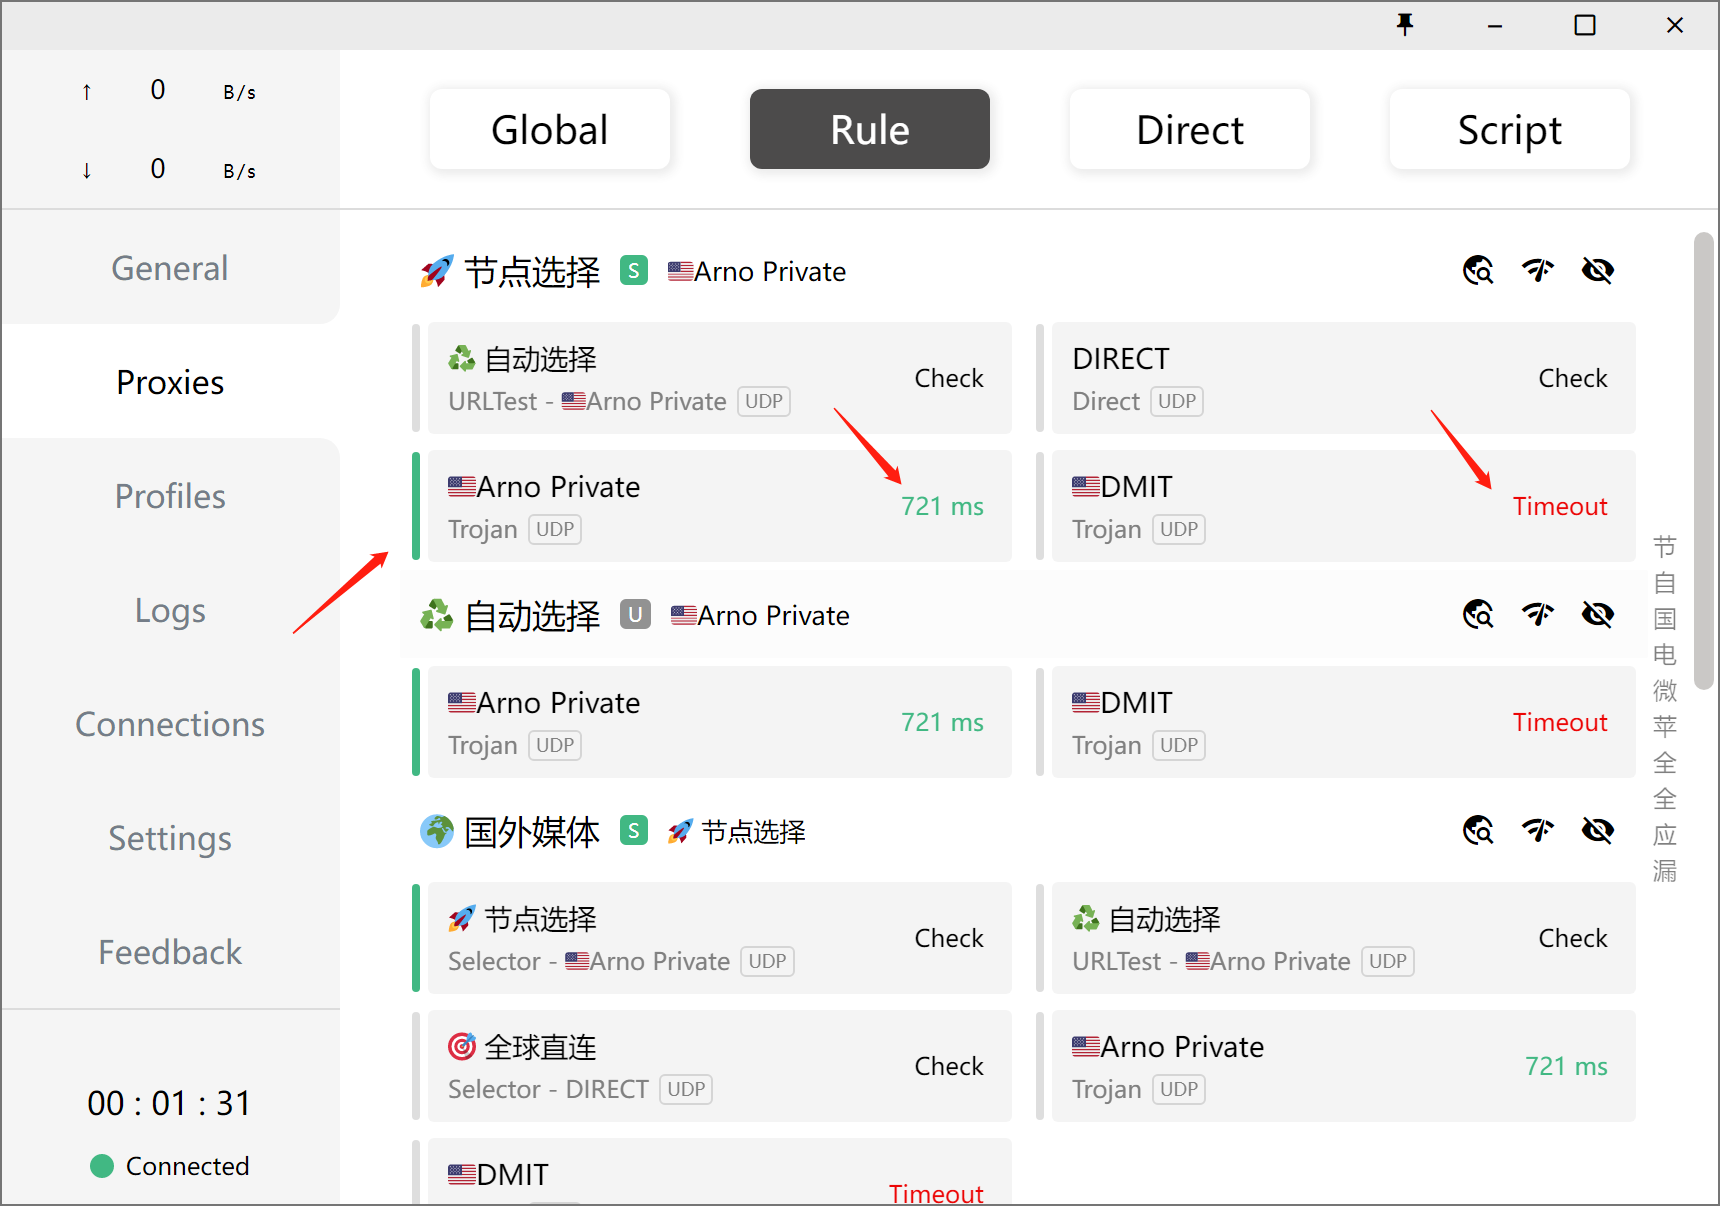 ↑ 0 B/s
↓ 0 B/s
General
Proxies
Profiles
Logs
Connections
Settings
Feedback
00 : 01 : 31
Connected
Global
Rule
Direct
Script
节点选择 S Arno Private
自动选择
URLTest - Arno Private UDP
Check
DIRECT
Direct UDP
Check
Arno Private
Trojan UDP
721 ms
DMIT
Trojan UDP
Timeout
自动选择 U Arno Private
Arno Private
Trojan UDP
721 ms
DMIT
Trojan UDP
Timeout
国外媒体 S 节点选择
节点选择
Selector - Arno Private UDP
Check
自动选择
URLTest - Arno Private UDP
Check
全球直连
Selector - DIRECT UDP
Check
Arno Private
Trojan UDP
721 ms
DMIT
Timeout
节
自
国
电
微
苹
全
全
应
漏